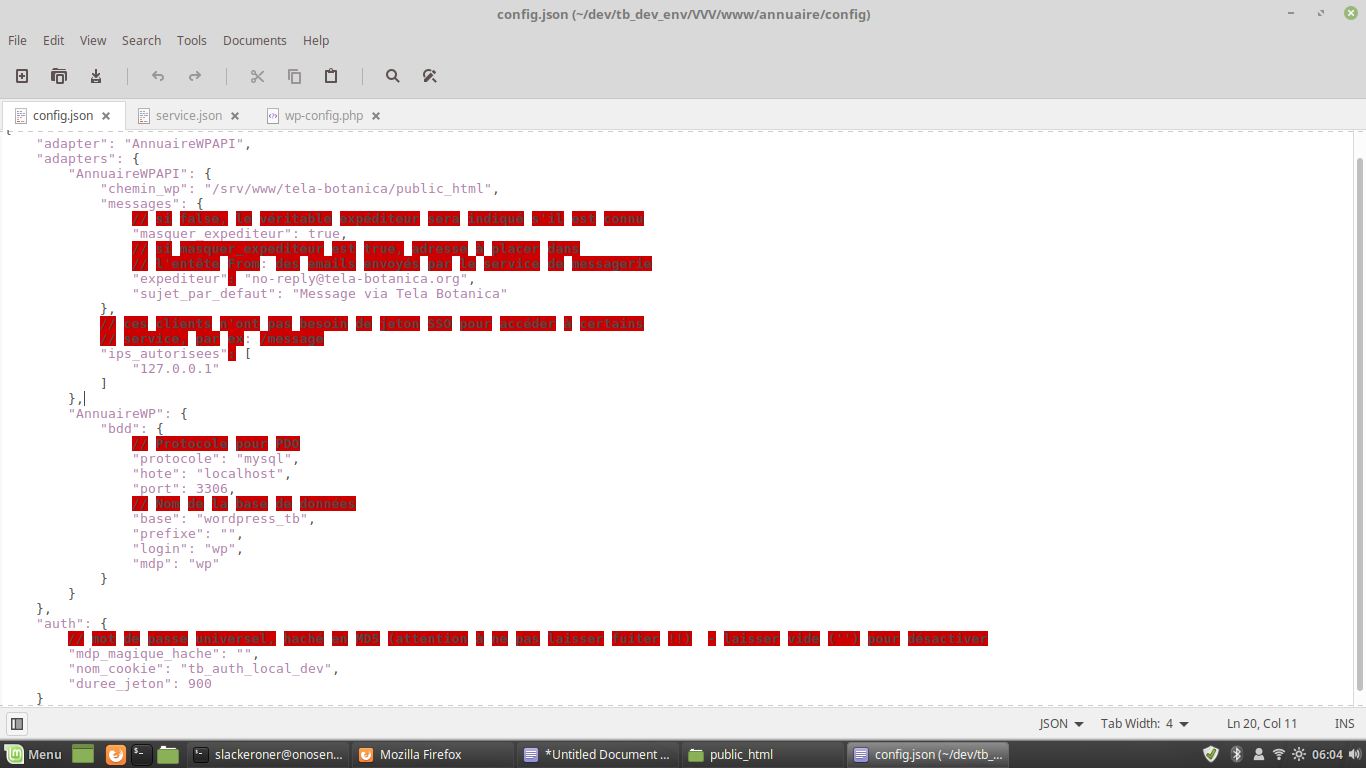 config.json (~/dev/tb_dev_env/VVV/www/annuaire/config)
File Edit View Search Tools Documents Help
config.json service.json wp-config.php
{
"adapter": "AnnuaireWPAPI",
"adapters": {
"AnnuaireWPAPI": {
"chemin_wp": "/srv/www/tela-botanica/public_html",
"messages": {
// si false, le véritable expéditeur sera indiqué s'il est connu
"masquer_expediteur": true,
// si masquer_expediteur est true, adresse à placer dans
// l'entête From: des emails envoyés par le service de messagerie
"expediteur": "no-reply@tela-botanica.org",
"sujet_par_defaut": "Message via Tela Botanica"
},
// ces clients n'ont pas besoin de jeton SSO pour accéder à certains
// service, par ex: /message
"ips_autorisees": [
"127.0.0.1"
]
},
"AnnuaireWP": {
"bdd": {
// Protocole pour PDO
"protocole": "mysql",
"hote": "localhost",
"port": 3306,
// Nom de la base de données
"base": "wordpress_tb",
"prefixe": "",
"login": "wp",
"mdp": "wp"
}
}
},
"auth": {
// mot de passe universel, haché en MD5 (attention à ne pas laisser fuiter !!) - laisser vide ("") pour désactiver
"mdp_magique_hache": "",
"nom_cookie": "tb_auth_local_dev",
"duree_jeton": 900
}
JSON Tab Width: 4 Ln 20, Col 11 INS
Menu slackeroner@onosen... Mozilla Firefox *Untitled Document ... public_html config.json (~/dev/tb_... 06:04